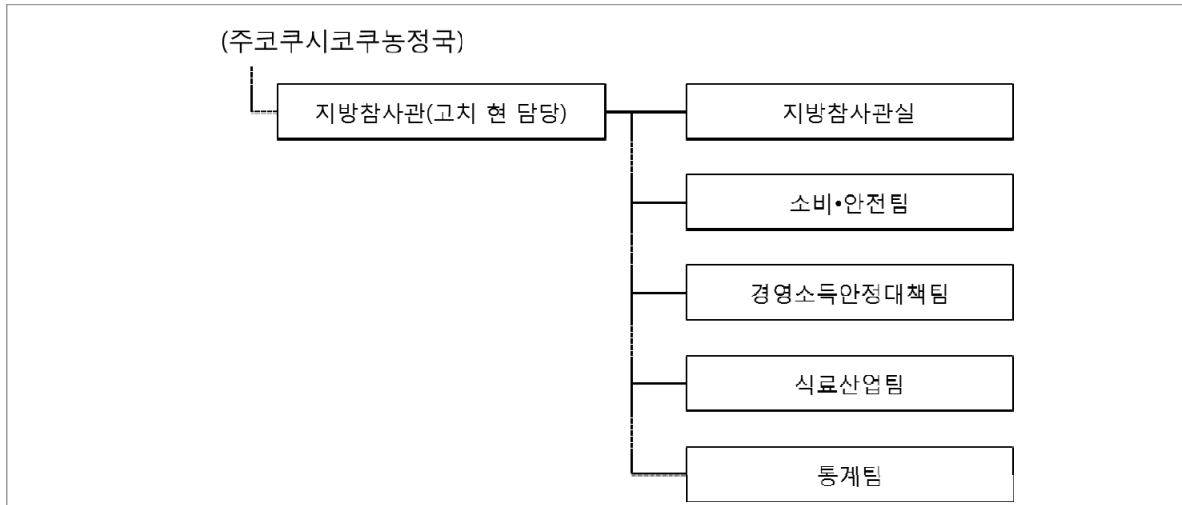 (주코쿠시코쿠농정국)
지방참사관(고치 현 담당)
지방참사관실
소비•안전팀
경영소득안정대책팀
식료산업팀
통계팀